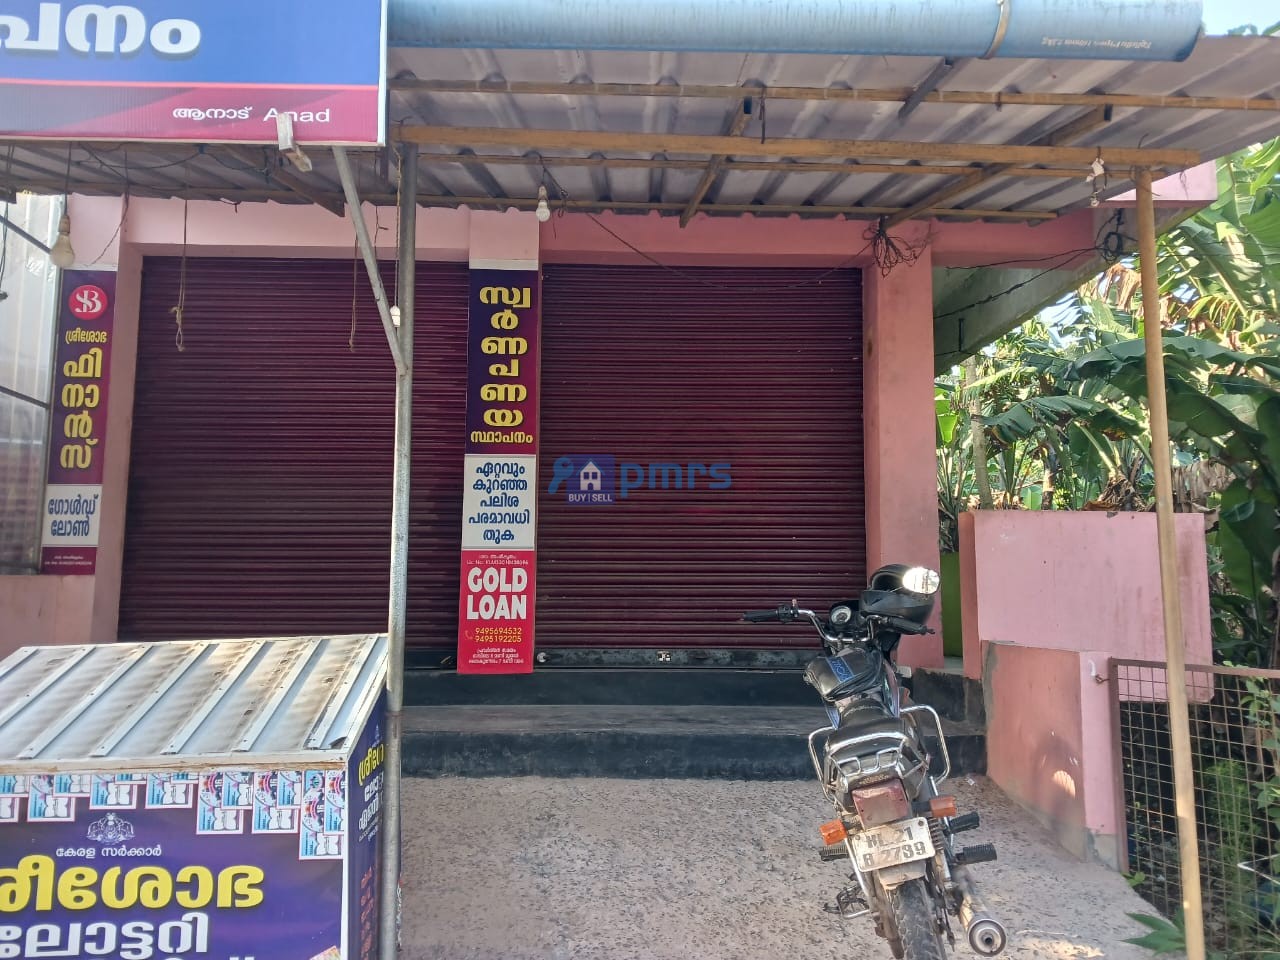 പനം
ആനാട് Anad
SB
ശ്രീശോഭ
ഫി
നാ
ൻ
സ്
ഗോൾഡ്
ലോൺ
സ്വ
ർ
ണ
പ
ണ
യ
സ്ഥാപനം
ഏറ്റവും
കുറഞ്ഞ
പലിശ
പരമാവധി
തുക
GOLD
LOAN
9495694532
9495192205
pmrs
BUY SELL
കേരള സർക്കാർ
രീശോഭ
ലോട്ടറി